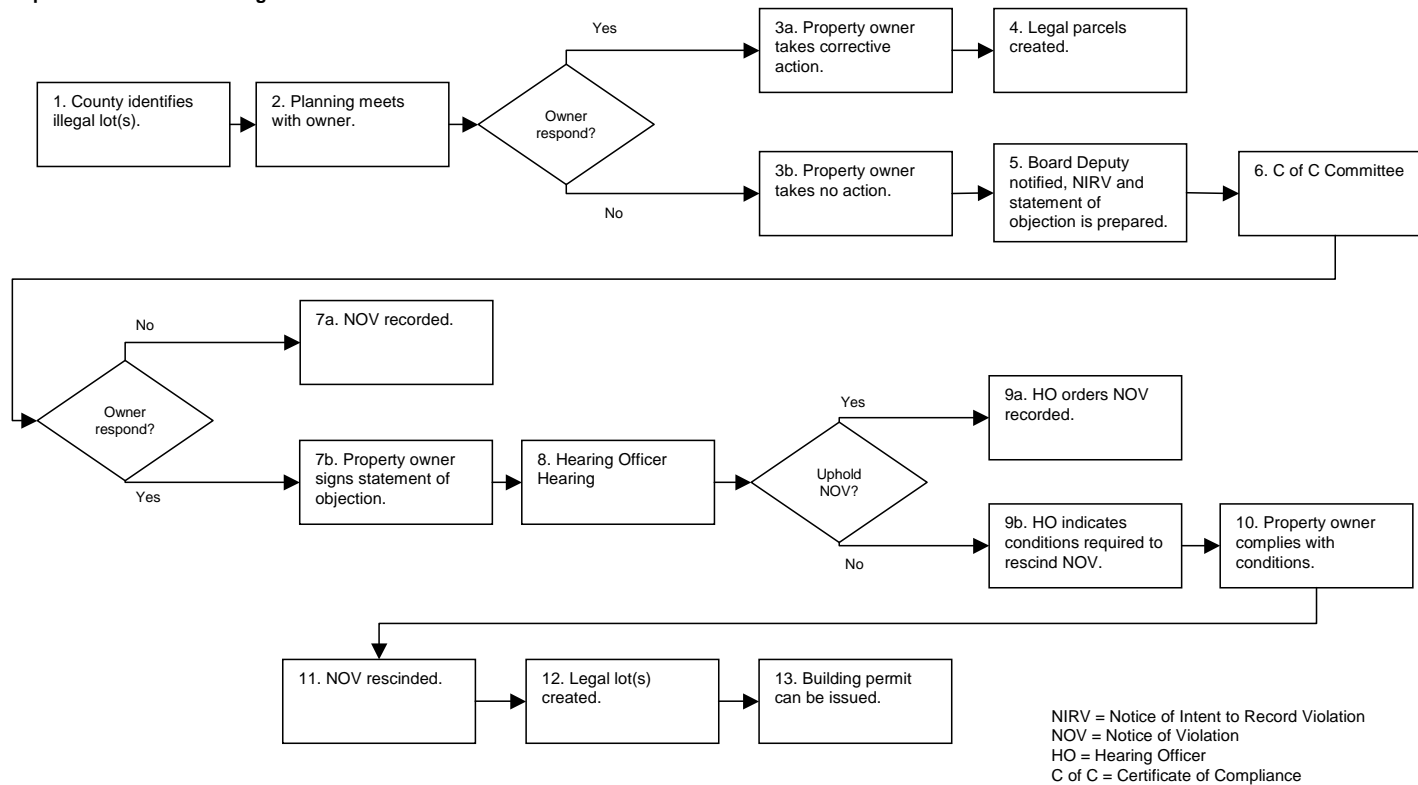 Yes
3a. Property owner
takes corrective
action.
4. Legal parcels
created.
1. County identifies
illegal lot(s).
2. Planning meets
with owner.
Owner
respond?
3b. Property owner
takes no action.
5. Board Deputy
notified, NIRV and
statement of
objection is prepared.
6. C of C Committee
No
No
7a. NOV recorded.
Owner
respond?
Yes
7b. Property owner
signs statement of
objection.
8. Hearing Officer
Hearing
Uphold
NOV?
Yes
9a. HO orders NOV
recorded.
No
9b. HO indicates
conditions required to
rescind NOV.
10. Property owner
complies with
conditions.
11. NOV rescinded.
12. Legal lot(s)
created.
13. Building permit
can be issued.
NIRV = Notice of Intent to Record Violation
NOV = Notice of Violation
HO = Hearing Officer
C of C = Certificate of Compliance